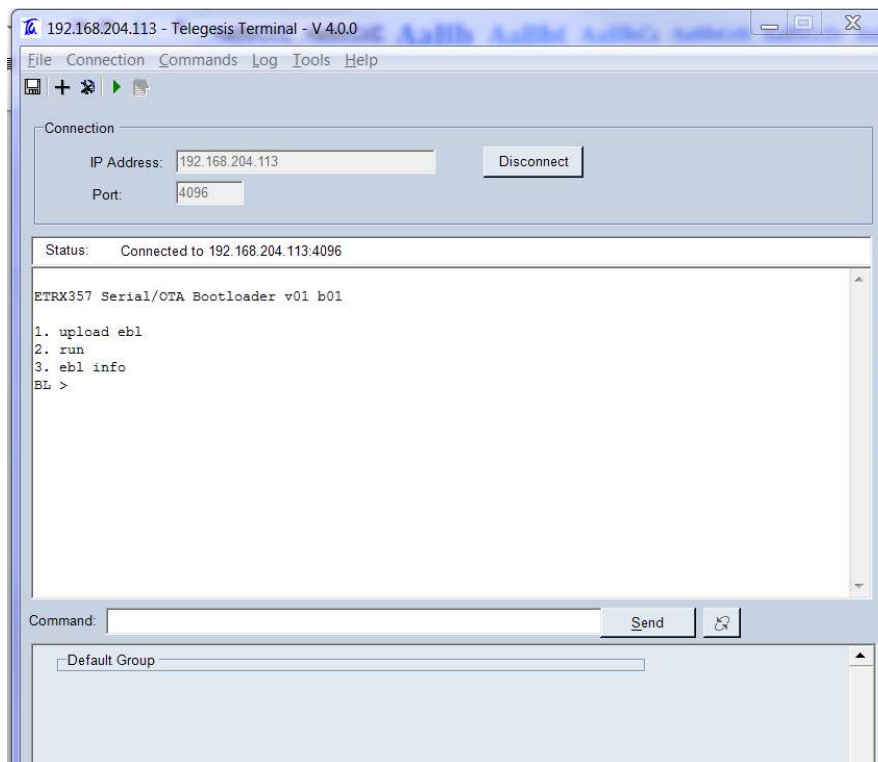 192.168.204.113 - Telegesis Terminal - V 4.0.0
File Connection Commands Log Tools Help
Connection
IP Address: 192.168.204.113 Disconnect
Port: 4096
Status: Connected to 192.168.204.113:4096
ETRX357 Serial/OTA Bootloader v01 b01
1. upload ebl
2. run
3. ebl info
BL >
Command: Send
Default Group